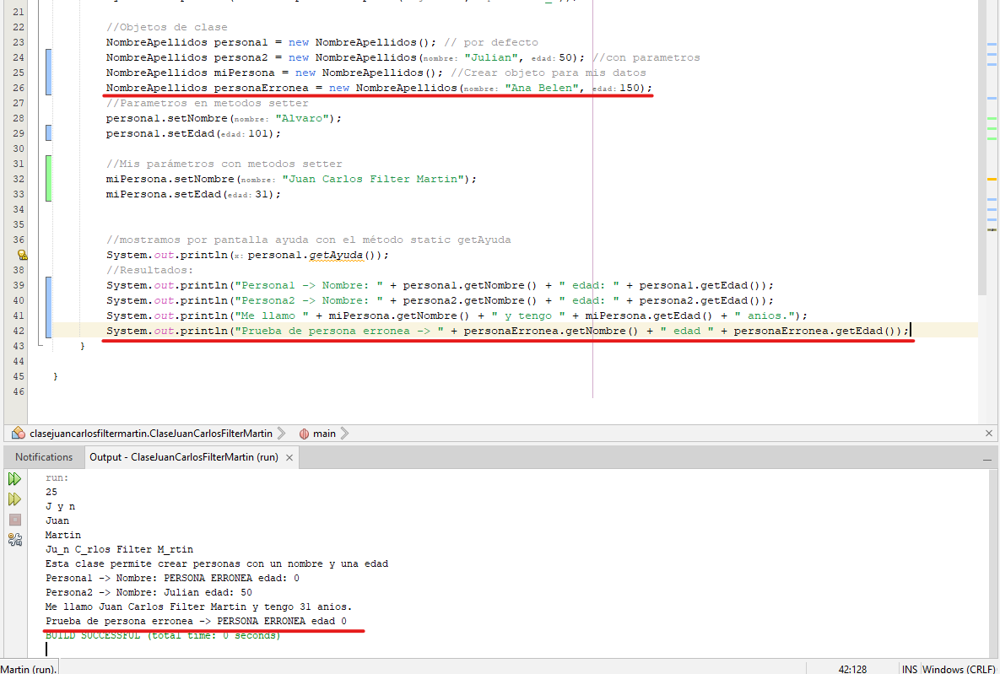 21
22 //Objetos de clase
23 NombreApellidos persona1 = new NombreApellidos(); // por defecto
24 NombreApellidos persona2 = new NombreApellidos(nombre: "Julian", edad: 50); //con parametros
25 NombreApellidos miPersona = new NombreApellidos(); //Crear objeto para mis datos
26 NombreApellidos personaErronea = new NombreApellidos(nombre: "Ana Belen", edad: 150);
27 //Parametros en metodos setter
28 persona1.setNombre(nombre: "Alvaro");
29 persona1.setEdad(edad: 101);
30
31 //Mis parámetros con metodos setter
32 miPersona.setNombre(nombre: "Juan Carlos Filter Martin");
33 miPersona.setEdad(edad: 31);
34
35
36 //mostramos por pantalla ayuda con el método static getAyuda
System.out.println(x: persona1.getAyuda());
38 //Resultados:
39 System.out.println("Persona1 -> Nombre: " + persona1.getNombre() + " edad: " + persona1.getEdad());
40 System.out.println("Persona2 -> Nombre: " + persona2.getNombre() + " edad: " + persona2.getEdad());
41 System.out.println("Me llamo " + miPersona.getNombre() + " y tengo " + miPersona.getEdad() + " anios.");
42 System.out.println("Prueba de persona erronea -> " + personaErronea.getNombre() + " edad " + personaErronea.getEdad());
43 }
44
45 }
46
clasejuancarlosfiltermartin.ClaseJuanCarlosFilterMartin main
Notifications Output - ClaseJuanCarlosFilterMartin (run)
run:
25
J y n
Juan
Martin
Ju_n C_rlos Filter M_rtin
Esta clase permite crear personas con un nombre y una edad
Persona1 -> Nombre: PERSONA ERRONEA edad: 0
Persona2 -> Nombre: Julian edad: 50
Me llamo Juan Carlos Filter Martin y tengo 31 anios.
Prueba de persona erronea -> PERSONA ERRONEA edad 0
BUILD SUCCESSFUL (total time: 0 seconds)
Martin (run). 42:128 INS Windows (CRLF)